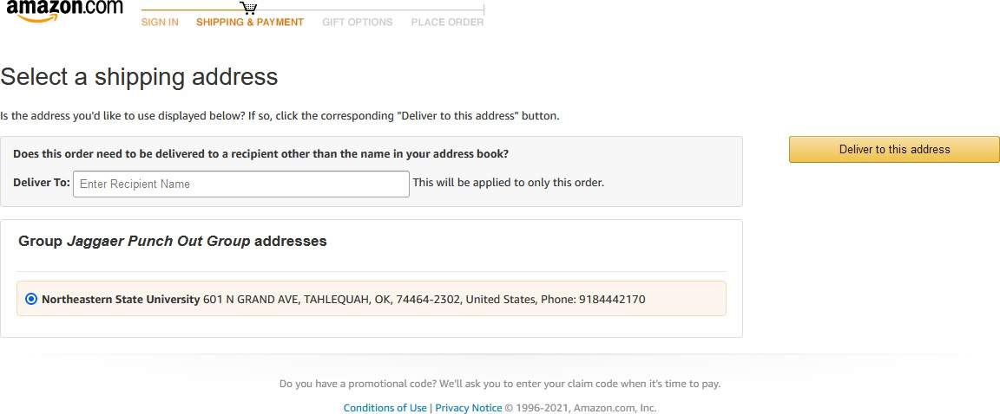 amazon.com
SIGN IN SHIPPING & PAYMENT GIFT OPTIONS PLACE ORDER
Select a shipping address
Is the address you'd like to use displayed below? If so, click the corresponding "Deliver to this address" button.
Does this order need to be delivered to a recipient other than the name in your address book?
Deliver to this address
Deliver To: Enter Recipient Name This will be applied to only this order.
Group Jaggaer Punch Out Group addresses
Northeastern State University 601 N GRAND AVE, TAHLEQUAH, OK, 74464-2302, United States, Phone: 9184442170
Do you have a promotional code? We'll ask you to enter your claim code when it's time to pay.
Conditions of Use | Privacy Notice © 1996-2021, Amazon.com, Inc.